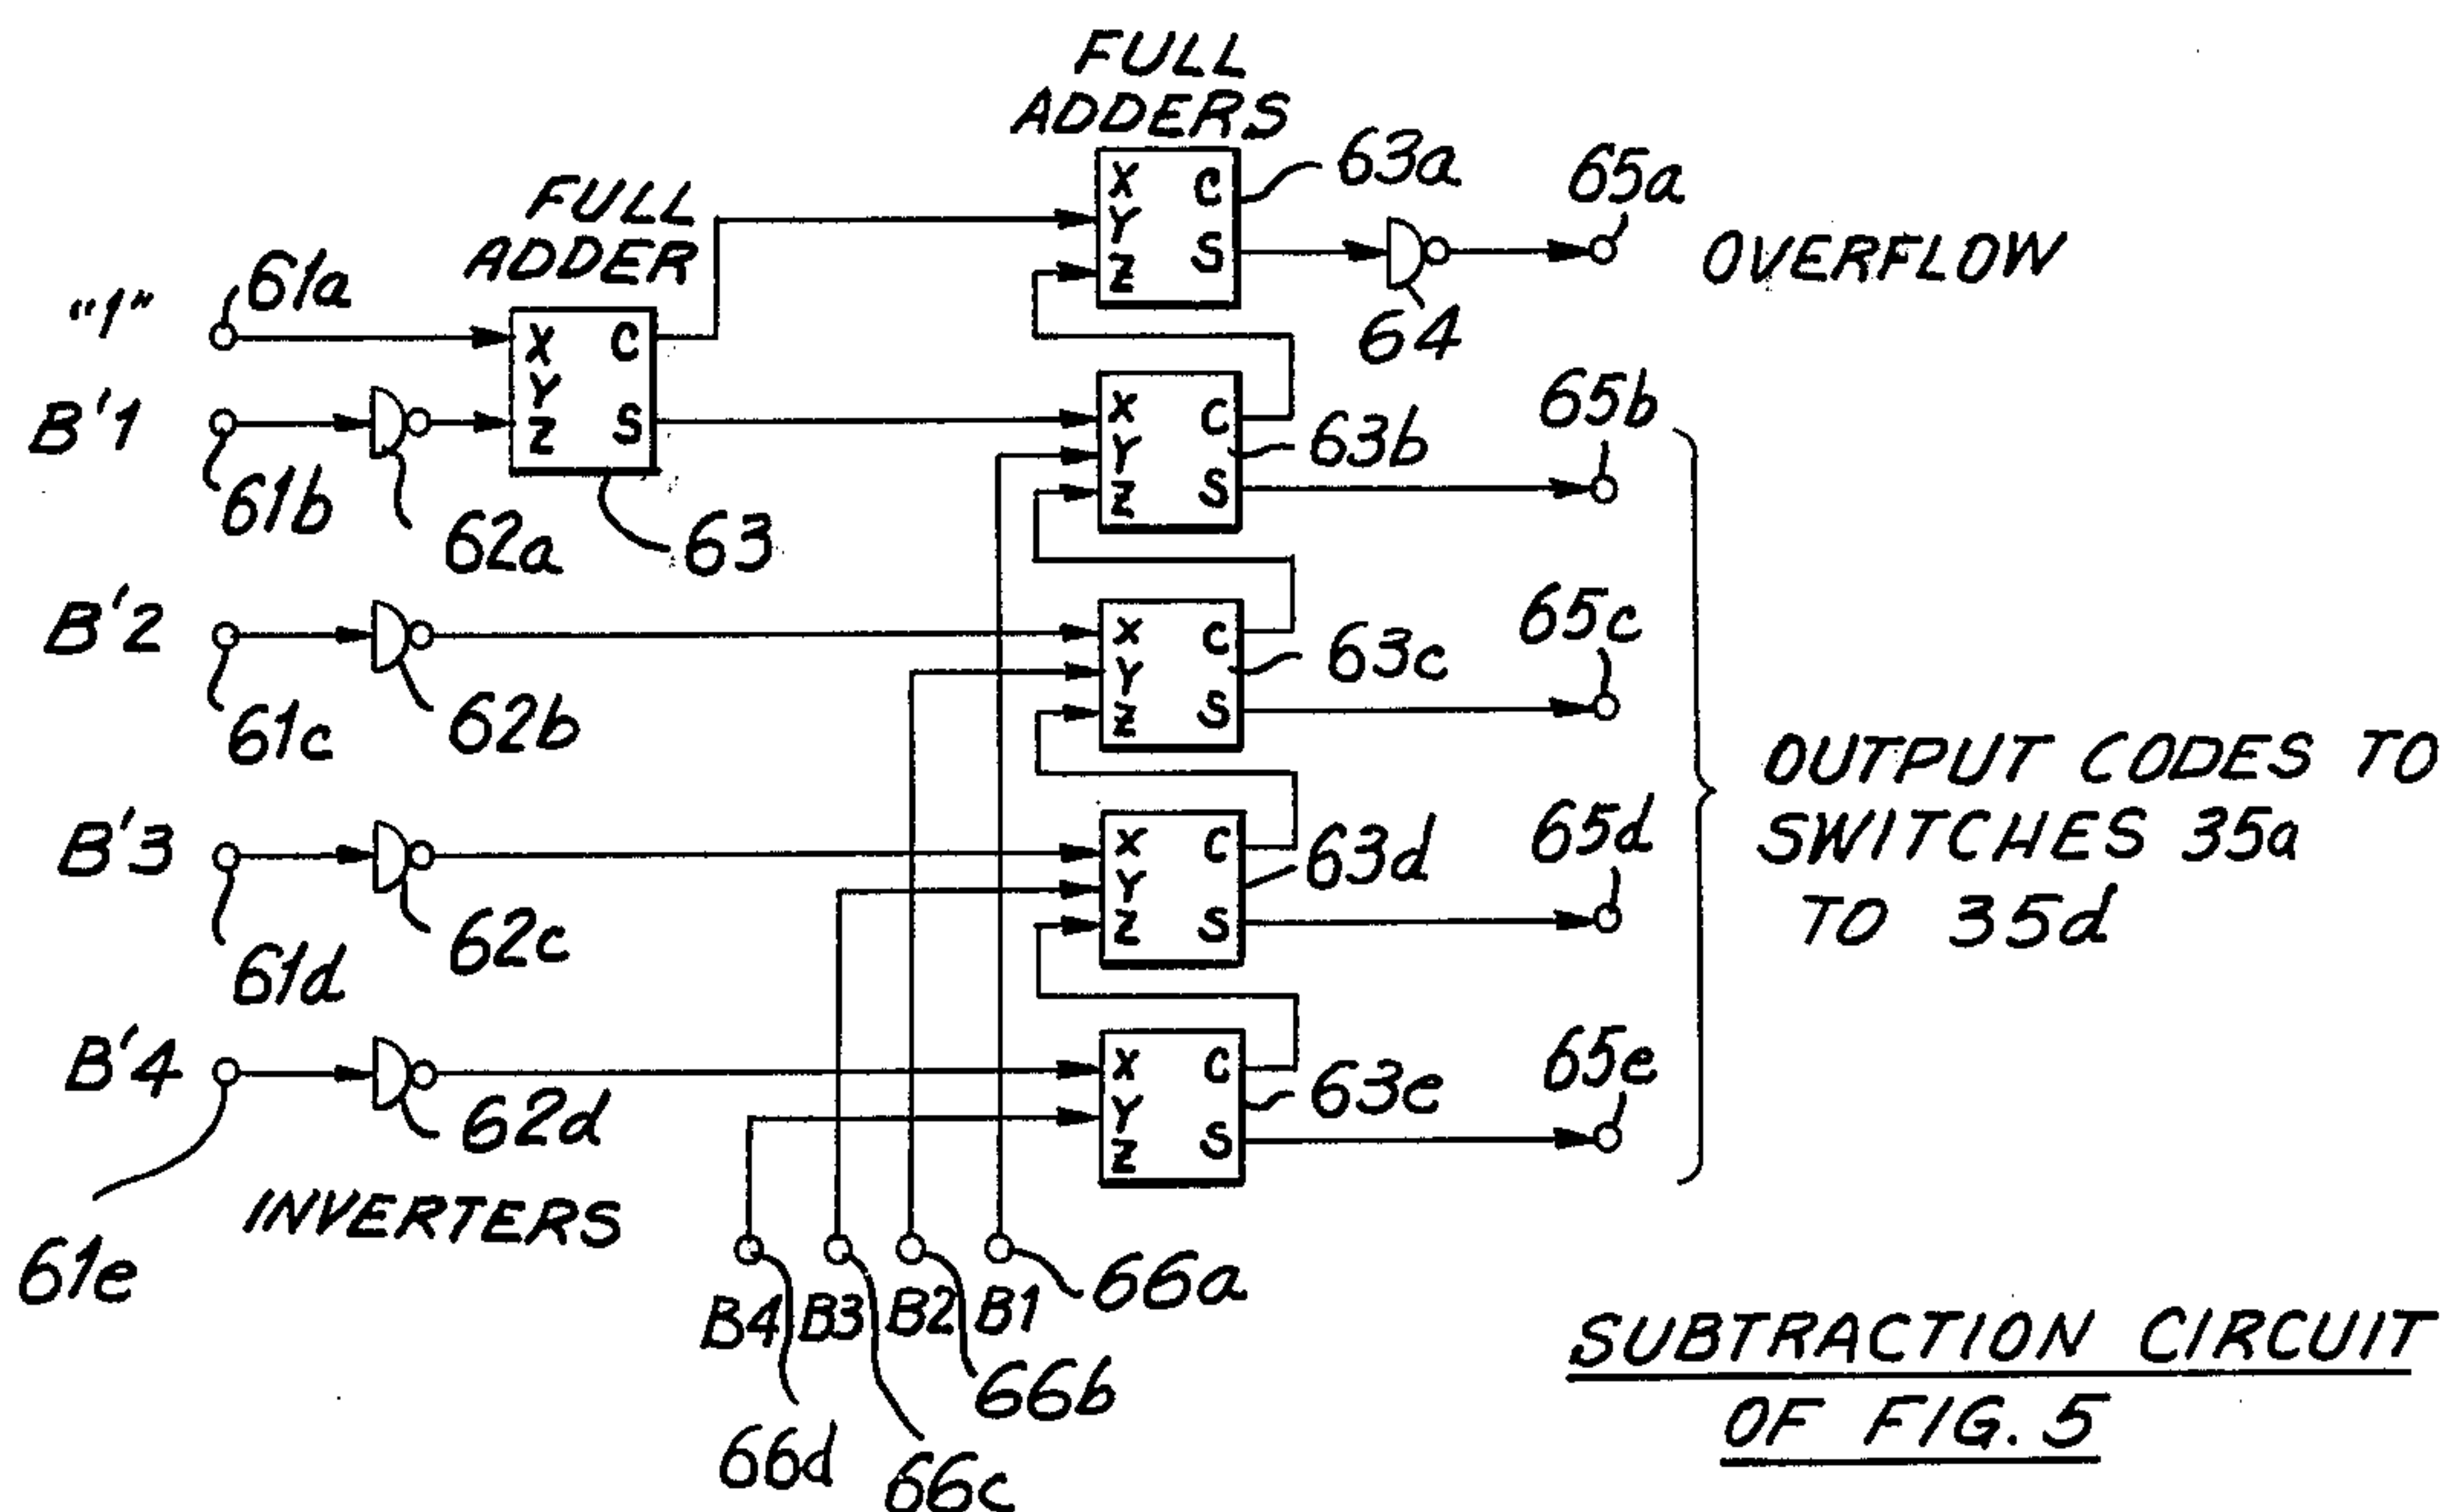 FULL
ADDERS
63a
65a
OVERFLOW
X C
Y
Z S
64
FULL
ADDER
"1"
61a
X C
Y
Z S
B'1
61b
62a
63
X C
Y
Z S
63b
65b
B'2
61c
62b
X C
Y
Z S
63c
65c
OUTPUT CODES TO
SWITCHES 35a
TO 35d
B'3
61d
62c
X C
Y
Z S
63d
65d
B'4
61e
62d
X C
Y
Z S
63e
65e
INVERTERS
B4 B3 B2 B1
66a
66b
66c
66d
SUBTRACTION CIRCUIT
OF FIG. 5